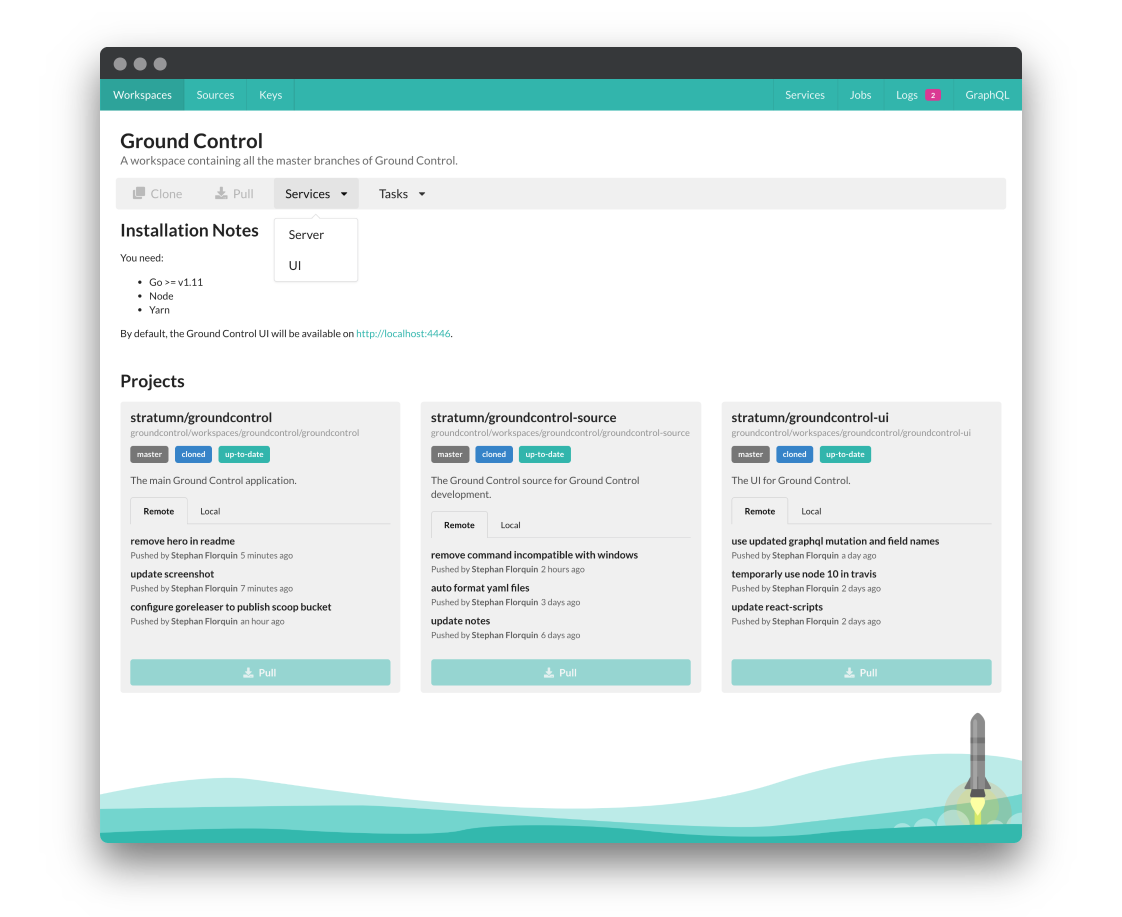 Workspaces Sources Keys Services Jobs Logs 2 GraphQL
Ground Control
A workspace containing all the master branches of Ground Control.
Clone Pull Services Tasks
Server
UI
Installation Notes
You need:
Go >= v1.11
Node
Yarn
By default, the Ground Control UI will be available on http://localhost:4446.
Projects
stratumn/groundcontrol
groundcontrol/workspaces/groundcontrol/groundcontrol
master cloned up-to-date
The main Ground Control application.
Remote Local
remove hero in readme
Pushed by Stephan Florquin 5 minutes ago
update screenshot
Pushed by Stephan Florquin 7 minutes ago
configure goreleaser to publish scoop bucket
Pushed by Stephan Florquin an hour ago
Pull
stratumn/groundcontrol-source
groundcontrol/workspaces/groundcontrol/groundcontrol-source
master cloned up-to-date
The Ground Control source for Ground Control
development.
Remote Local
remove command incompatible with windows
Pushed by Stephan Florquin 2 hours ago
auto format yaml files
Pushed by Stephan Florquin 3 days ago
update notes
Pushed by Stephan Florquin 6 days ago
Pull
stratumn/groundcontrol-ui
groundcontrol/workspaces/groundcontrol/groundcontrol-ui
master cloned up-to-date
The UI for Ground Control.
Remote Local
use updated graphql mutation and field names
Pushed by Stephan Florquin a day ago
temporarly use node 10 in travis
Pushed by Stephan Florquin 2 days ago
update react-scripts
Pushed by Stephan Florquin 2 days ago
Pull